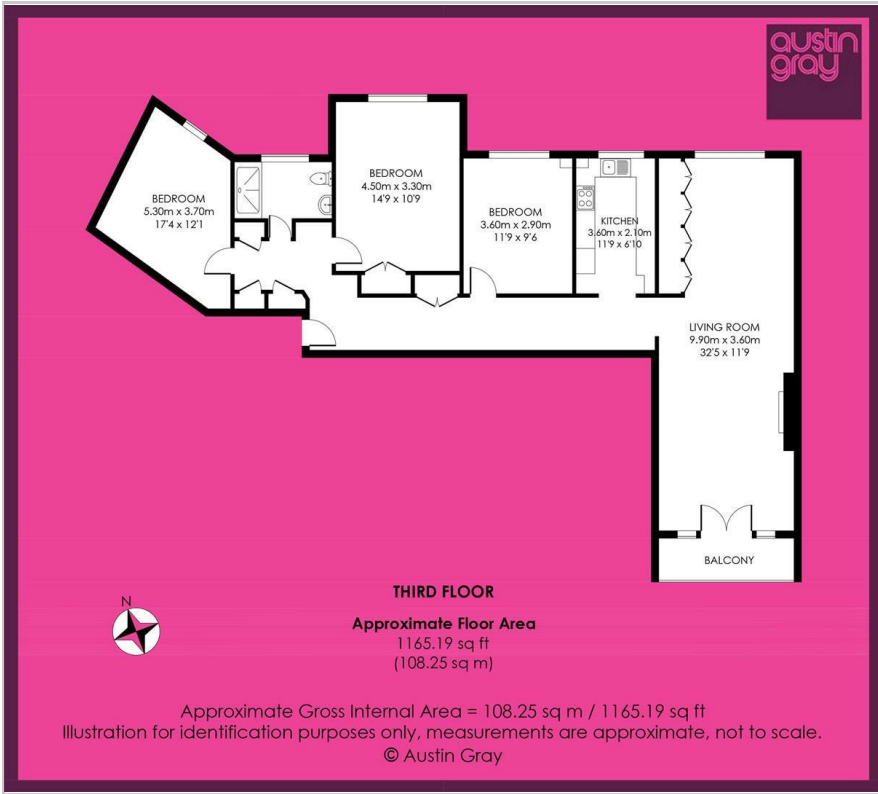 austin
gray
BEDROOM
5.30m x 3.70m
17'4 x 12'1
BEDROOM
4.50m x 3.30m
14'9 x 10'9
BEDROOM
3.60m x 2.90m
11'9 x 9'6
KITCHEN
3.60m x 2.10m
11'9 x 6'10
LIVING ROOM
9.90m x 3.60m
32'5 x 11'9
BALCONY
N
THIRD FLOOR
Approximate Floor Area
1165.19 sq ft
(108.25 sq m)
Approximate Gross Internal Area = 108.25 sq m / 1165.19 sq ft
Illustration for identification purposes only, measurements are approximate, not to scale.
© Austin Gray